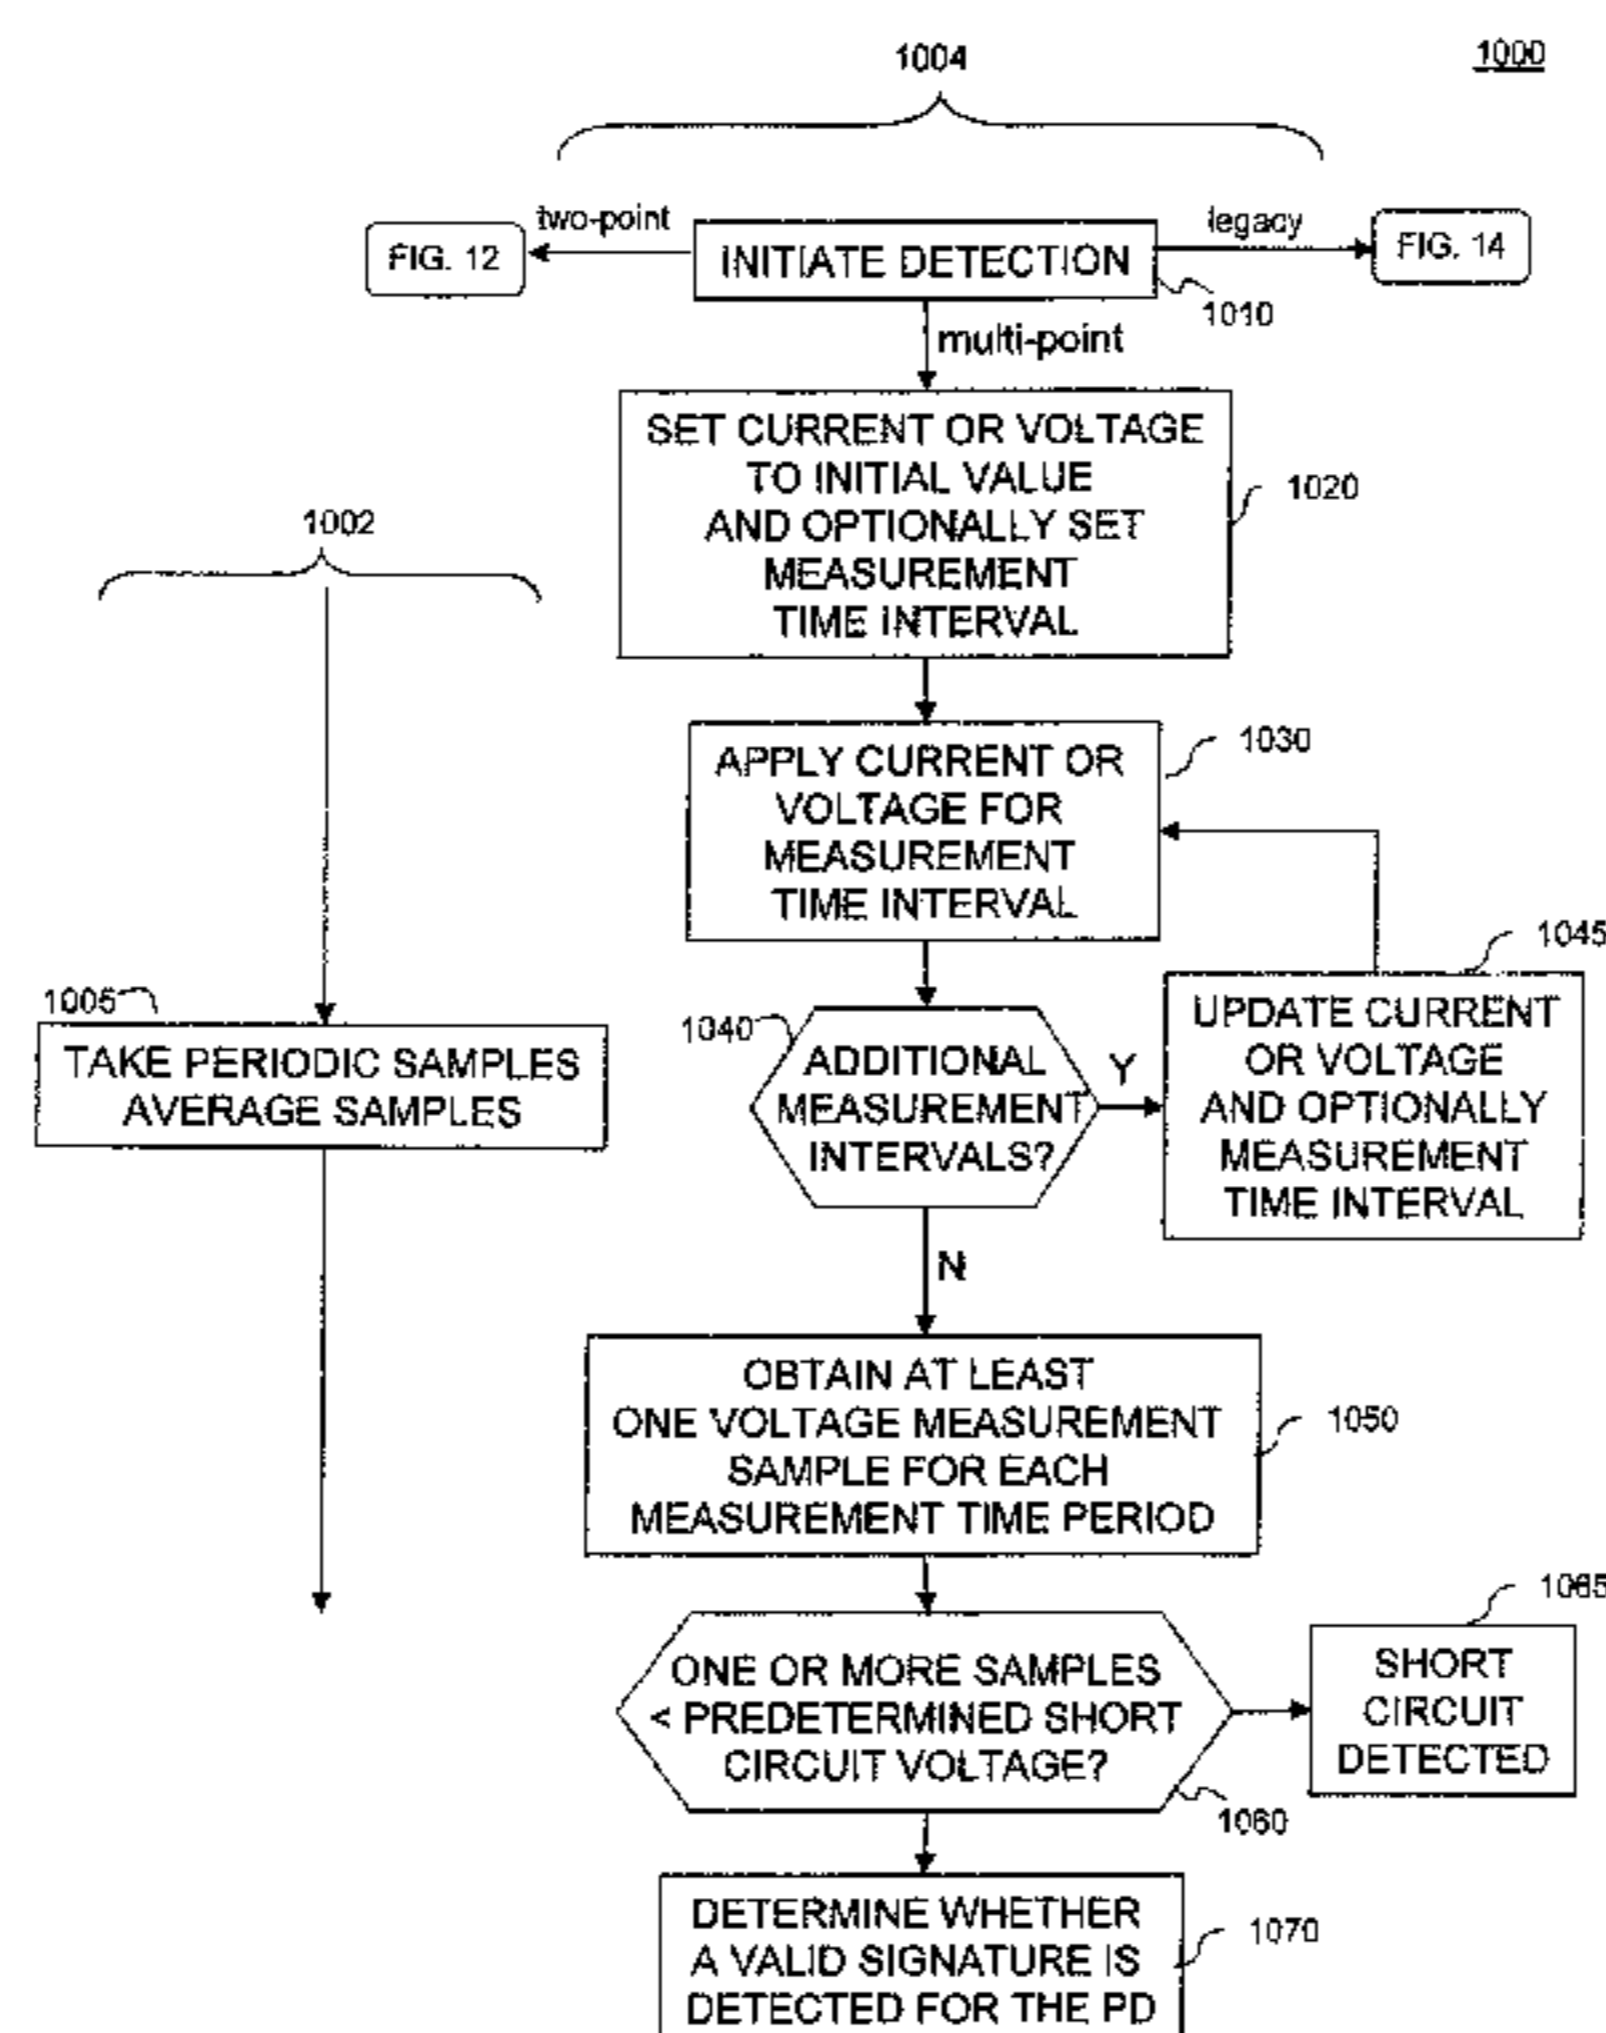 1004
1000
two-point
legacy
FIG. 12
INITIATE DETECTION
FIG. 14
1010
multi-point
SET CURRENT OR VOLTAGE
TO INITIAL VALUE
AND OPTIONALLY SET
MEASUREMENT
TIME INTERVAL
1020
1002
APPLY CURRENT OR
VOLTAGE FOR
MEASUREMENT
TIME INTERVAL
1030
1045
1005
TAKE PERIODIC SAMPLES
AVERAGE SAMPLES
1040
ADDITIONAL
MEASUREMENT
INTERVALS?
Y
UPDATE CURRENT
OR VOLTAGE
AND OPTIONALLY
MEASUREMENT
TIME INTERVAL
N
OBTAIN AT LEAST
ONE VOLTAGE MEASUREMENT
SAMPLE FOR EACH
MEASUREMENT TIME PERIOD
1050
1065
ONE OR MORE SAMPLES
< PREDETERMINED SHORT
CIRCUIT VOLTAGE?
SHORT
CIRCUIT
DETECTED
1060
DETERMINE WHETHER
A VALID SIGNATURE IS
DETECTED FOR THE PD
1070